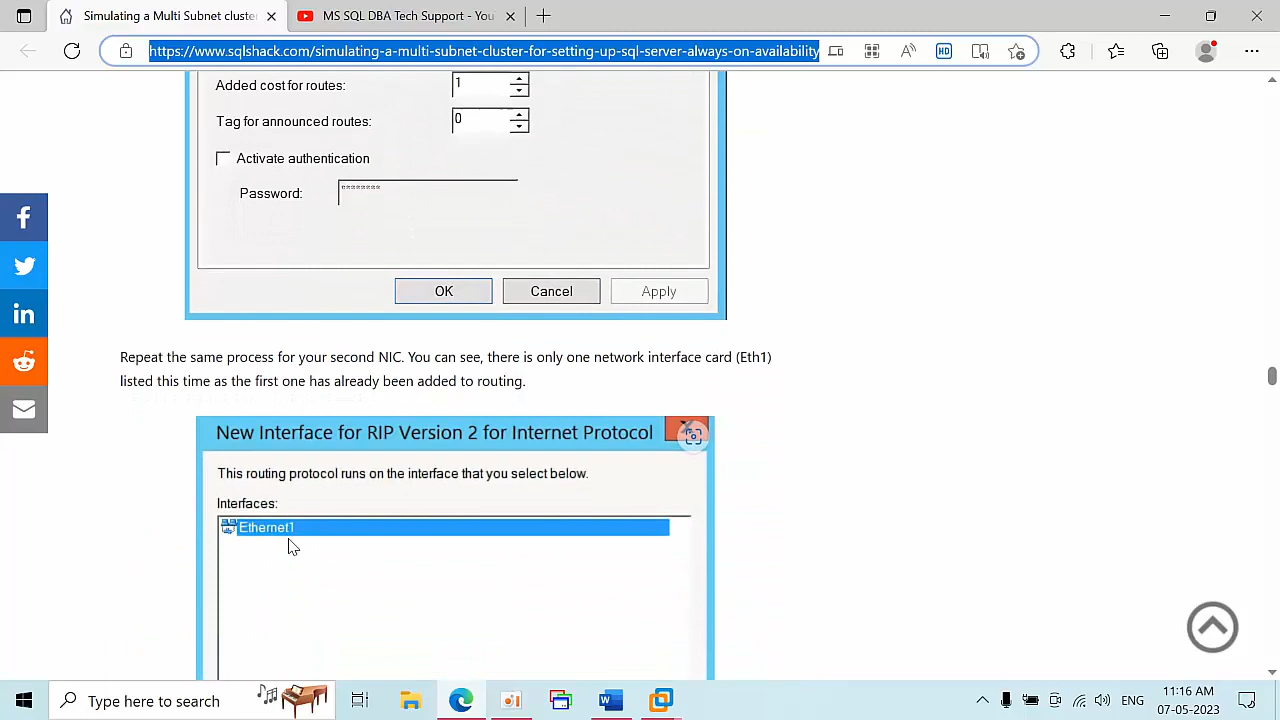 Simulating a Multi Subnet cluster
MS SQL DBA Tech Support - You
https://www.sqlshack.com/simulating-a-multi-subnet-cluster-for-setting-up-sql-server-always-on-availability
HD
Added cost for routes:
1
Tag for announced routes:
0
Activate authentication
Password:
********
OK
Cancel
Apply
Repeat the same process for your second NIC. You can see, there is only one network interface card (Eth1)
listed this time as the first one has already been added to routing.
New Interface for RIP Version 2 for Internet Protocol
This routing protocol runs on the interface that you select below.
Interfaces:
Ethernet1
Type here to search
ENG
11:16 AM
07-05-2023